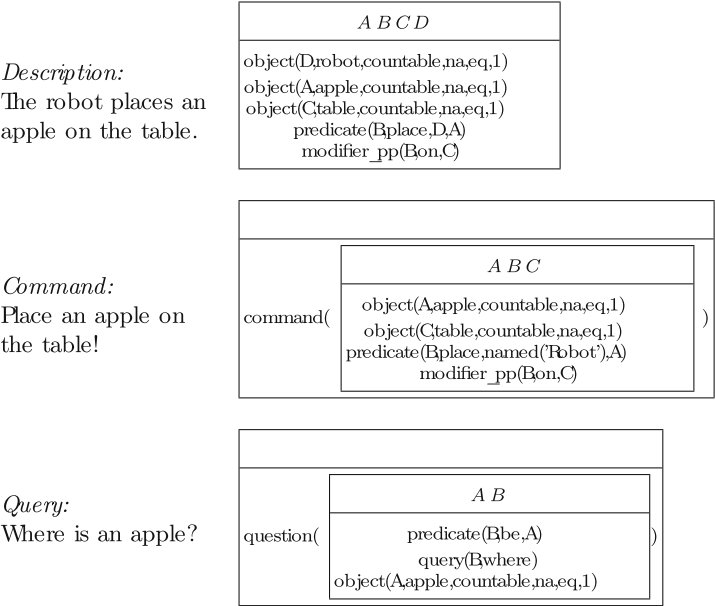 A B C D
object(D,robot,countable,na,eq,1)
Description:
The robot places an
apple on the table.
object(A,apple,countable,na,eq,1)
object(C,table,countable,na,eq,1)
predicate(B,place,D,A)
modifier_pp(B,on,C)
Command:
Place an apple on
the table!
command(
A B C
object(A,apple,countable,na,eq,1)
object(C,table,countable,na,eq,1)
predicate(B,place,named('Robot'),A)
modifier_pp(B,on,C)
)
Query:
Where is an apple?
question(
A B
predicate(B,be,A)
query(B,where)
object(A,apple,countable,na,eq,1)
)